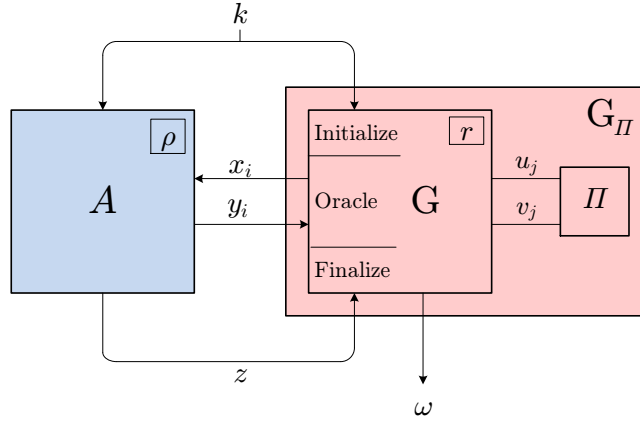 k
ρ
Initialize
r
G_Π
x_i
u_j
A
Oracle
G
Π
y_i
v_j
Finalize
z
ω